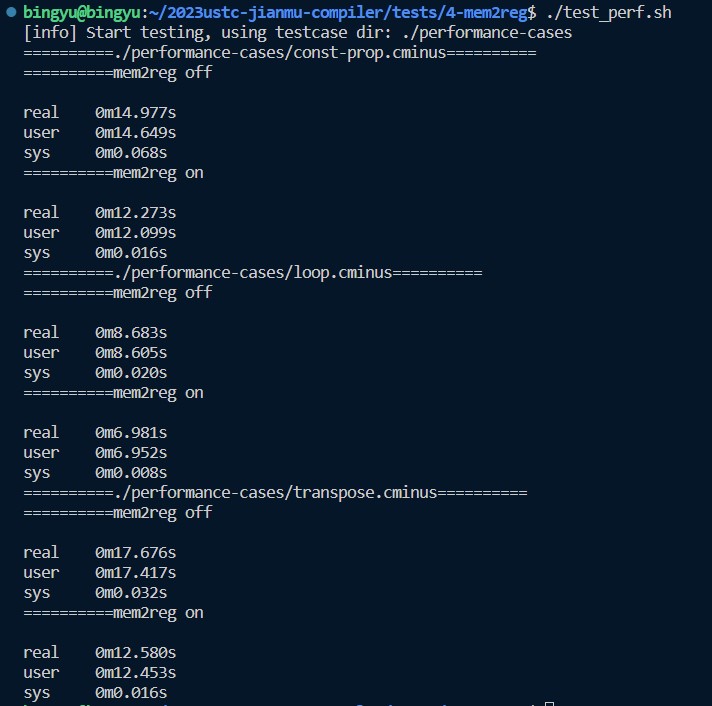 bingyu@bingyu:~/2023ustc-jianmu-compiler/tests/4-mem2reg$ ./test_perf.sh
[info] Start testing, using testcase dir: ./performance-cases
==========./performance-cases/const-prop.cminus==========
==========mem2reg off
real    0m14.977s
user    0m14.649s
sys     0m0.068s
==========mem2reg on
real    0m12.273s
user    0m12.099s
sys     0m0.016s
==========./performance-cases/loop.cminus==========
==========mem2reg off
real    0m8.683s
user    0m8.605s
sys     0m0.020s
==========mem2reg on
real    0m6.981s
user    0m6.952s
sys     0m0.008s
==========./performance-cases/transpose.cminus==========
==========mem2reg off
real    0m17.676s
user    0m17.417s
sys     0m0.032s
==========mem2reg on
real    0m12.580s
user    0m12.453s
sys     0m0.016s